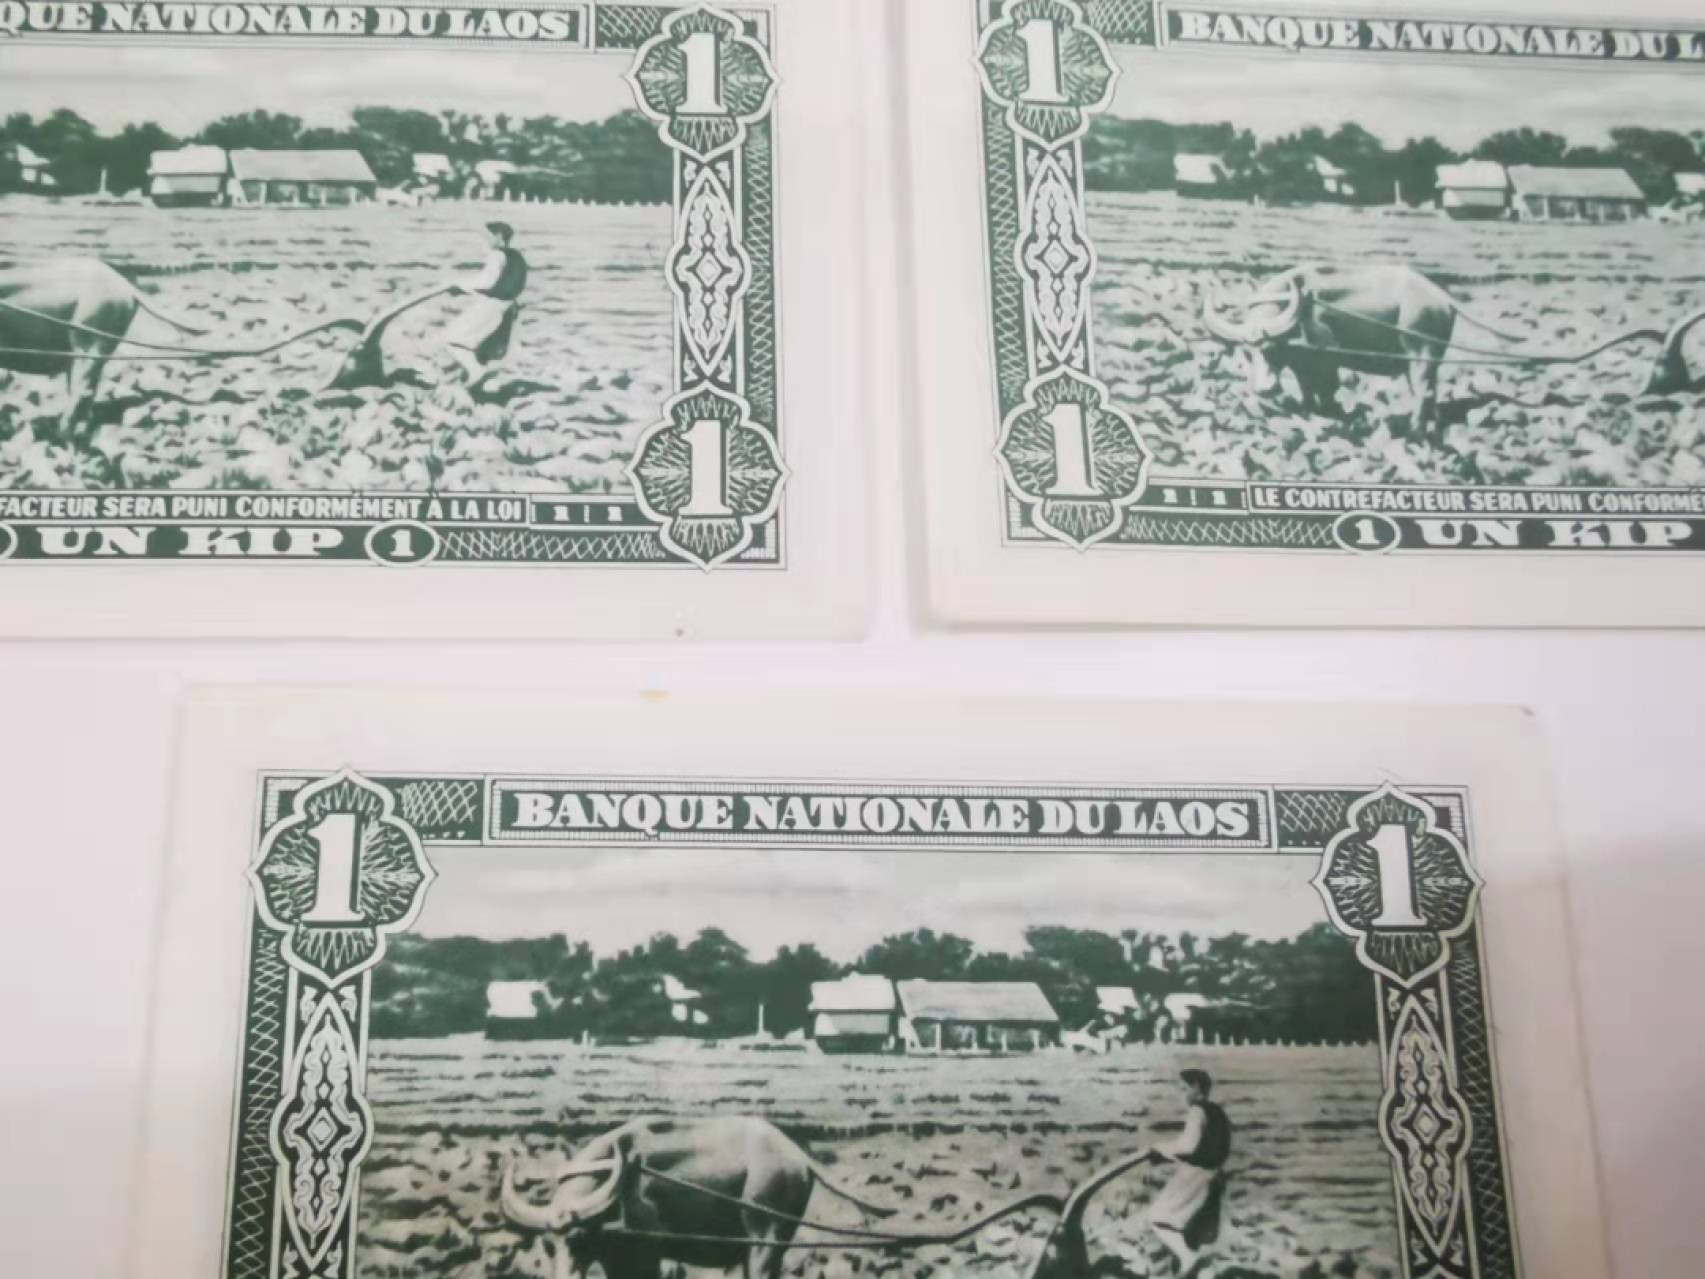 QUE NATIONALE DU LAOS
1
1
FACTEUR SERA PUNI CONFORMÉMENT À LA LOI
1 1
UN KIP 1
1
BANQUE NATIONALE DU L
1
1 1 LE CONTREFACTEUR SERA PUNI CONFORMÉ
1 UN KIP
BANQUE NATIONALE DU LAOS
1
1